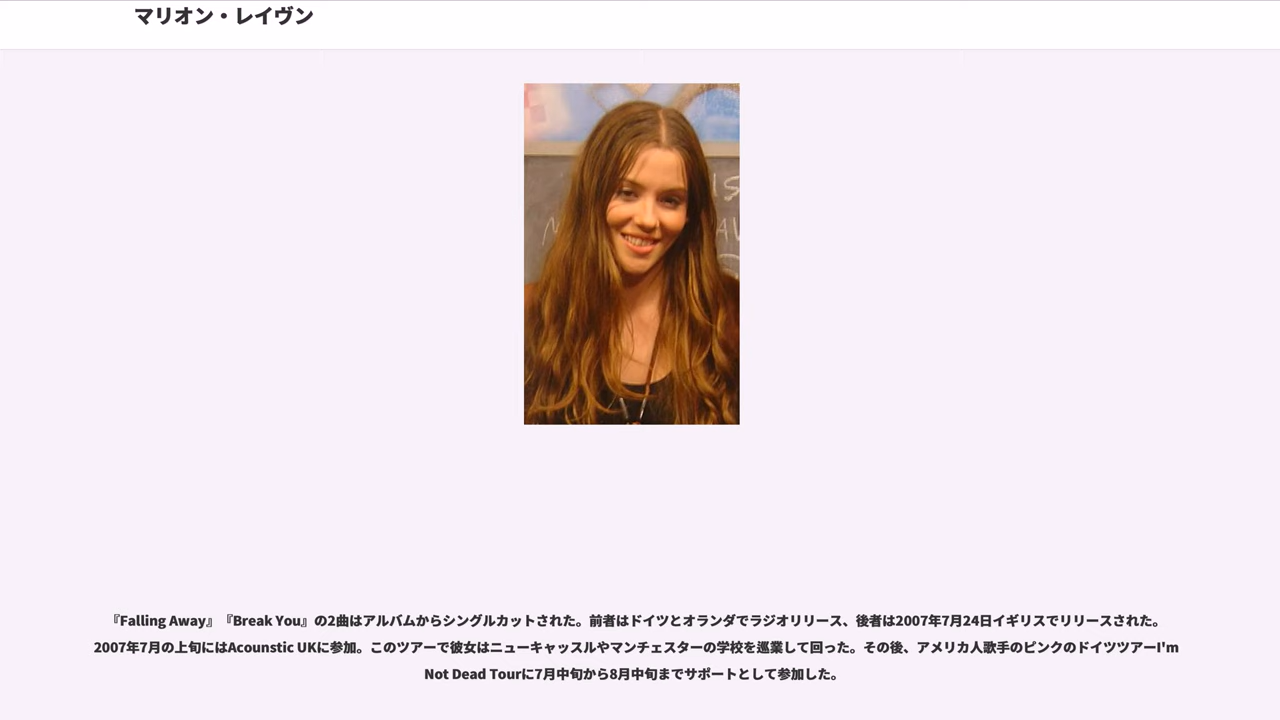 マリオン・レイヴン
『Falling Away』『Break You』の2曲はアルバムからシングルカットされた。前者はドイツとオランダでラジオリリース、後者は2007年7月24日イギリスでリリースされた。
2007年7月の上旬にはAcounstic UKに参加。このツアーで彼女はニューキャッスルやマンチェスターの学校を巡業して回った。その後、アメリカ人歌手のピンクのドイツツアーI'm
Not Dead Tourに7月中旬から8月中旬までサポートとして参加した。